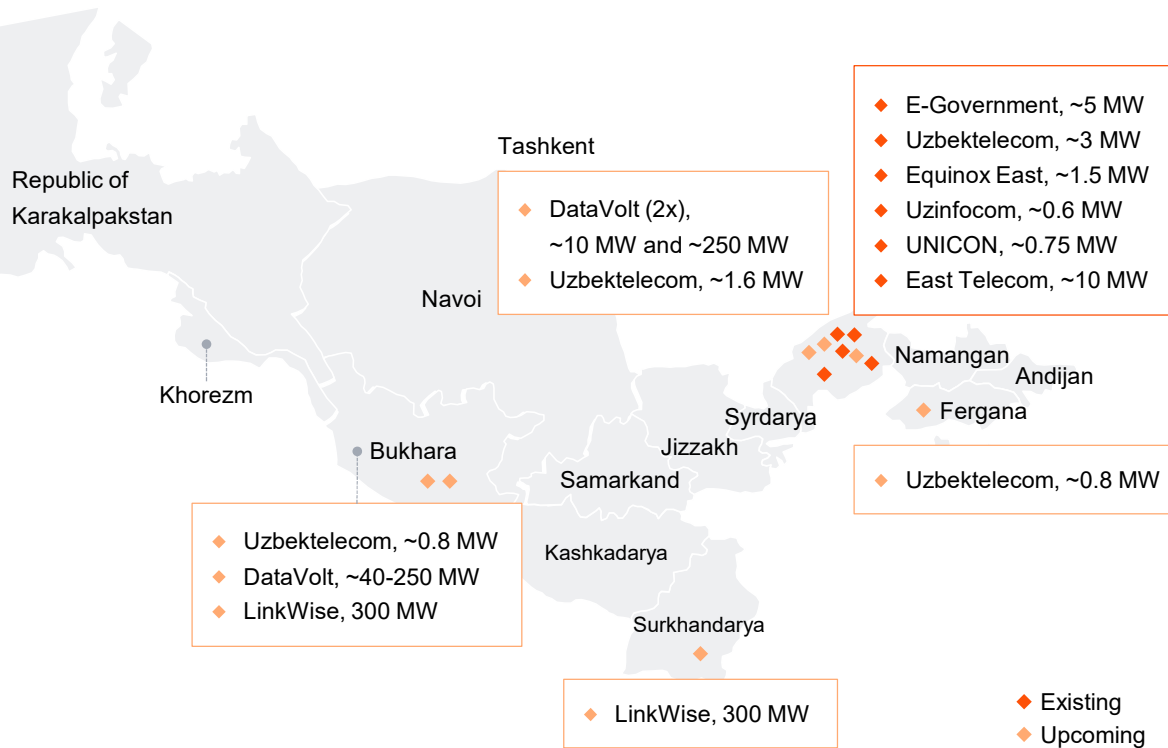 E-Government, ~5 MW
Uzbektelecom, ~3 MW
Equinox East, ~1.5 MW
Uzinfocom, ~0.6 MW
UNICON, ~0.75 MW
East Telecom, ~10 MW
Tashkent
DataVolt (2x),
~10 MW and ~250 MW
Uzbektelecom, ~1.6 MW
Republic of
Karakalpakstan
Navoi
Namangan
Andijan
Khorezm
Syrdarya
Fergana
Bukhara
Jizzakh
Samarkand
Uzbektelecom, ~0.8 MW
Uzbektelecom, ~0.8 MW
DataVolt, ~40-250 MW
LinkWise, 300 MW
Kashkadarya
Surkhandarya
LinkWise, 300 MW
Existing
Upcoming